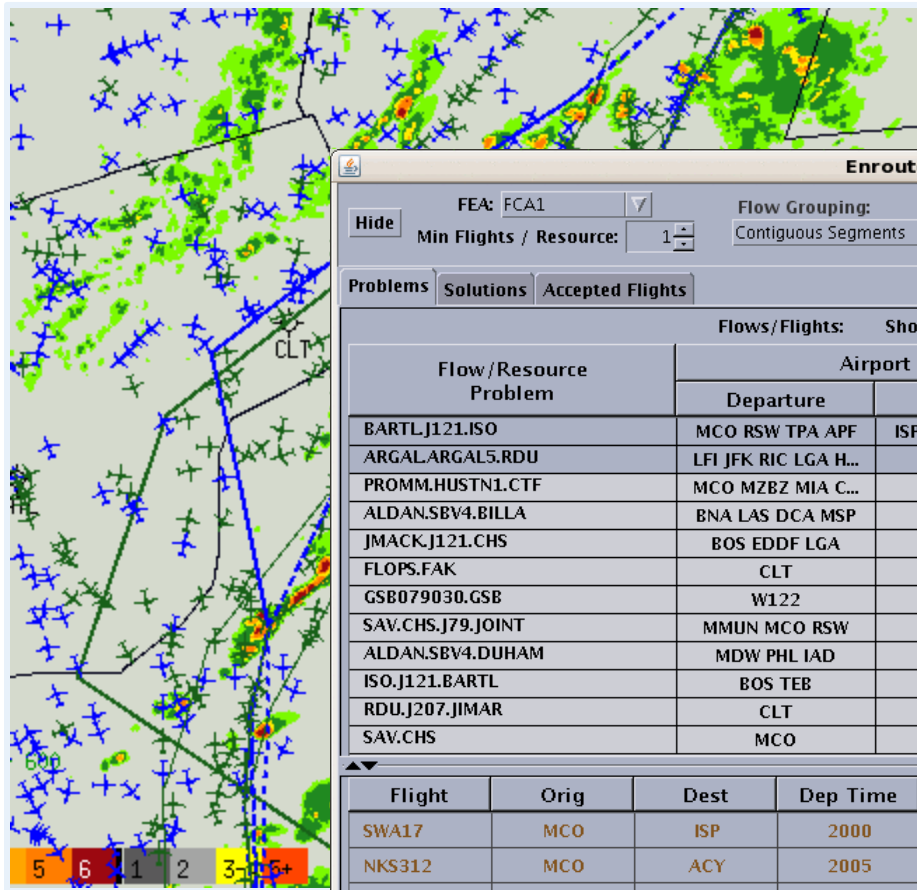 Enrout
FEA: FCA1
Flow Grouping:
Hide
Min Flights / Resource: 1
Contiguous Segments
Problems Solutions Accepted Flights
Flows/Flights: Sho
Flow/Resource Problem
Airport
Departure
BARTL.J121.ISO MCO RSW TPA APF ISP
ARGAL.ARGAL5.RDU LFI JFK RIC LGA H...
PROMM.HUSTN1.CTF MCO MZBZ MIA C...
ALDAN.SBV4.BILLA BNA LAS DCA MSP
JMACK.J121.CHS BOS EDDF LGA
FLOPS.FAK CLT
GSB079030.GSB W122
SAV.CHS.J79.JOINT MMUN MCO RSW
ALDAN.SBV4.DUHAM MDW PHL IAD
ISO.J121.BARTL BOS TEB
RDU.J207.JIMAR CLT
SAV.CHS MCO
Flight Orig Dest Dep Time
SWA17 MCO ISP 2000
NKS312 MCO ACY 2005
CLT
600
5 6 1 2 3-4 5+